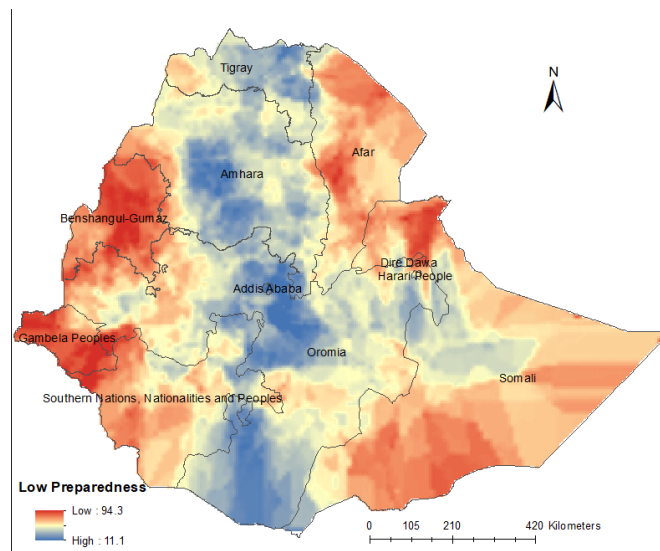 Tigray
N
Afar
Amhara
Benshangul-Gumaz
Dire Dawa
Harari People
Addis Ababa
Gambela Peoples
Oromia
Somali
Southern Nations, Nationalities and Peoples
Low Preparedness
Low : 94.3
High : 11.1
0 105 210 420 Kilometers